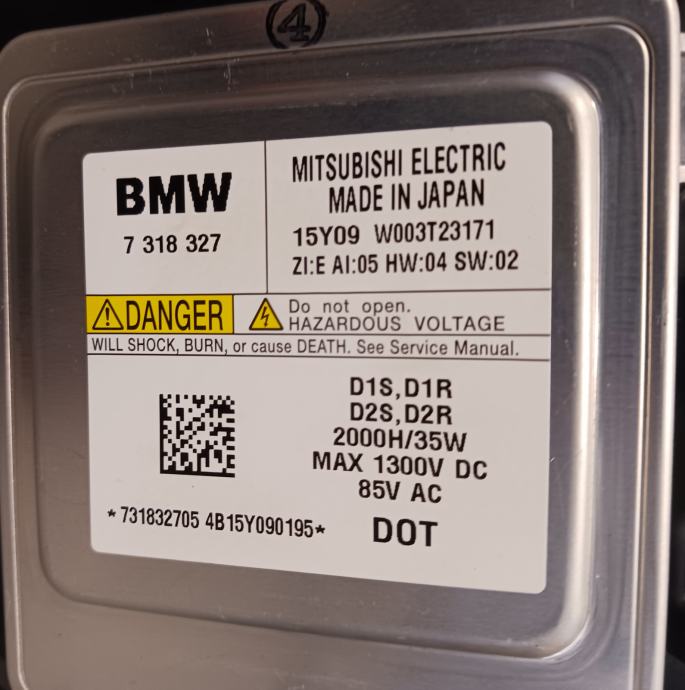 4
BMW
7 318 327
MITSUBISHI ELECTRIC
MADE IN JAPAN
15Y09 W003T23171
ZI:E AI:05 HW:04 SW:02
DANGER
Do not open.
HAZARDOUS VOLTAGE
WILL SHOCK, BURN, or cause DEATH. See Service Manual.
D1S,D1R
D2S,D2R
2000H/35W
MAX 1300V DC
85V AC
*731832705 4B15Y090195*
DOT